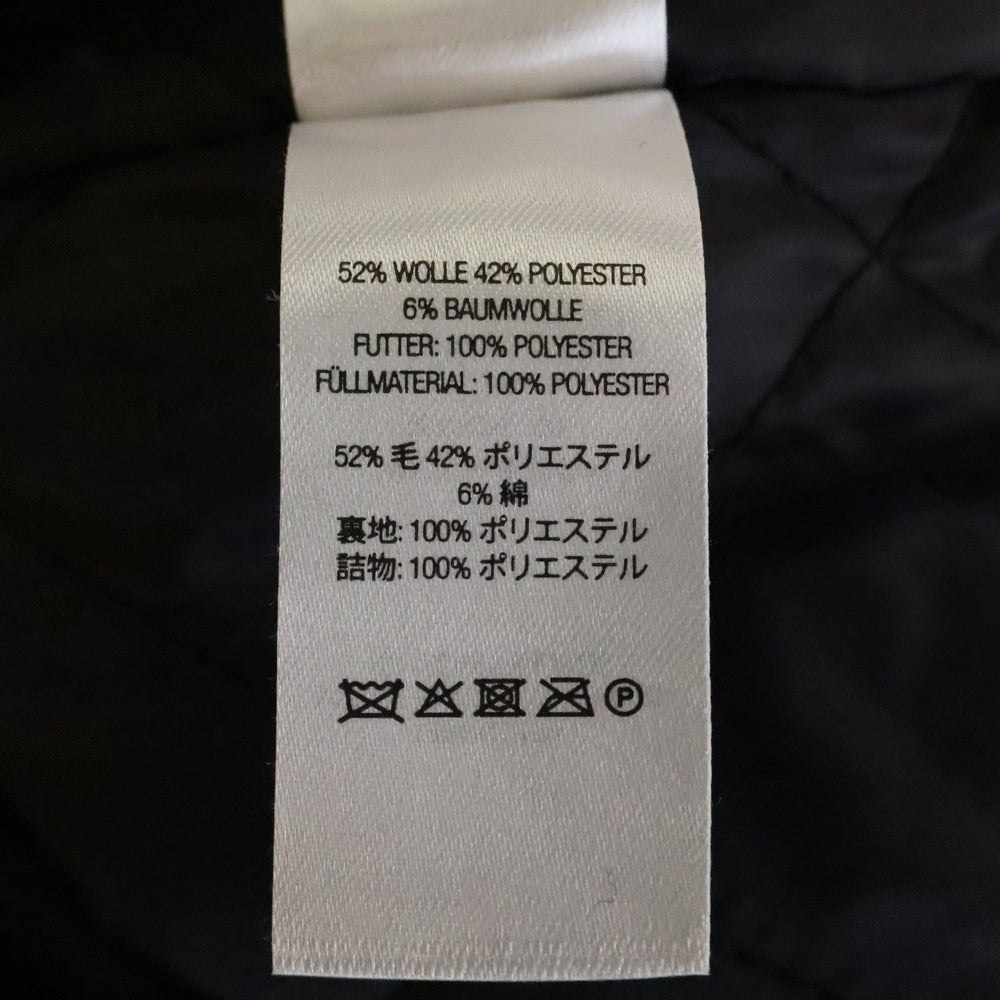 52% WOLLE 42% POLYESTER
6% BAUMWOLLE
FUTTER: 100% POLYESTER
FÜLLMATERIAL: 100% POLYESTER
52% 毛 42% ポリエステル
6% 綿
裏地: 100% ポリエステル
詰物: 100% ポリエステル
P